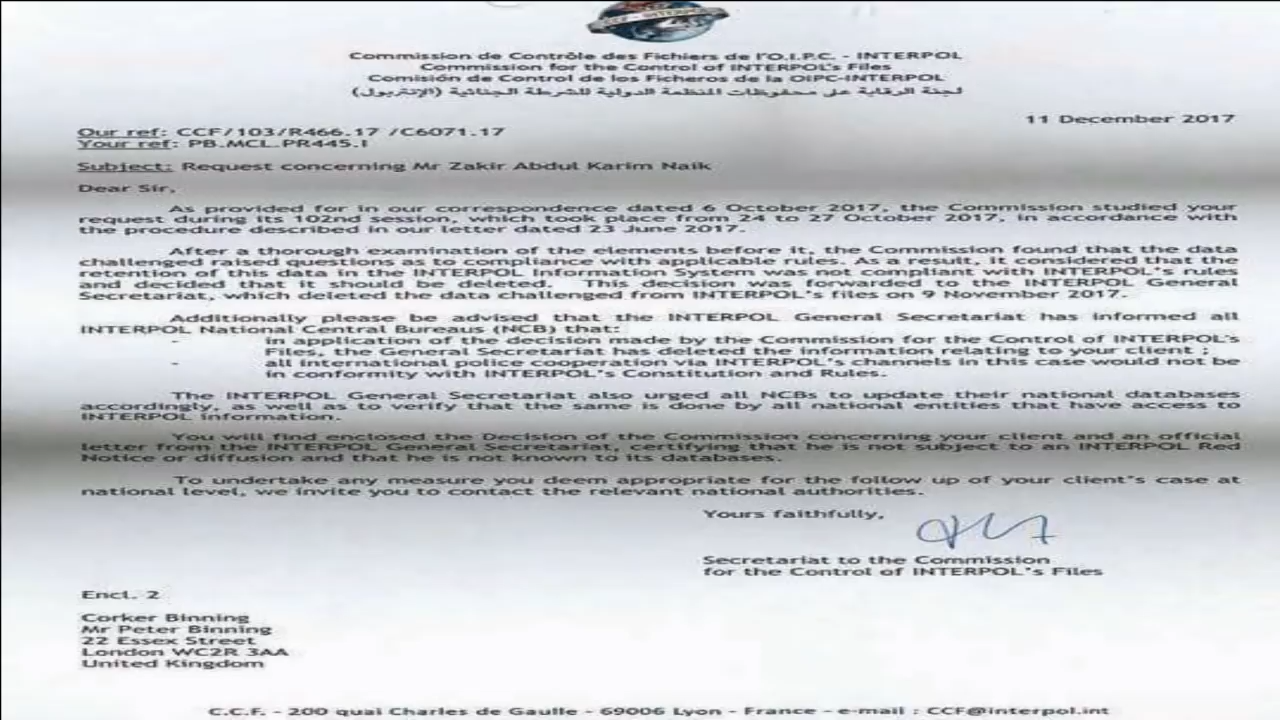 CCF - INTERPOL
Commission de Contrôle des Fichiers de l'O.I.P.C. - INTERPOL
Commission for the Control of INTERPOL's Files
Comisión de Control de los Ficheros de la OIPC-INTERPOL
لجنة الرقابة على محفوظات المنظمة الدولية للشرطة الجنائية (الإنتربول)
11 December 2017
Our ref: CCF/103/R466.17 /C6071.17
Your ref: PB.MCL.PR445.I
Subject: Request concerning Mr Zakir Abdul Karim Naik
Dear Sir,
As provided for in our correspondence dated 6 October 2017, the Commission studied your
request during its 102nd session, which took place from 24 to 27 October 2017, in accordance with
the procedure described in our letter dated 23 June 2017.
After a thorough examination of the elements before it, the Commission found that the data
challenged raised questions as to compliance with applicable rules. As a result, it considered that the
retention of this data in the INTERPOL Information System was not compliant with INTERPOL's rules
and decided that it should be deleted. This decision was forwarded to the INTERPOL General
Secretariat, which deleted the data challenged from INTERPOL's files on 9 November 2017.
Additionally please be advised that the INTERPOL General Secretariat has informed all
INTERPOL National Central Bureaus (NCB) that:
- in application of the decision made by the Commission for the Control of INTERPOL's
Files, the General Secretariat has deleted the information relating to your client ;
- all international police cooperation via INTERPOL's channels in this case would not be
in conformity with INTERPOL's Constitution and Rules.
The INTERPOL General Secretariat also urged all NCBs to update their national databases
accordingly, as well as to verify that the same is done by all national entities that have access to
INTERPOL information.
You will find enclosed the Decision of the Commission concerning your client and an official
letter from the INTERPOL General Secretariat, certifying that he is not subject to an INTERPOL Red
Notice or diffusion and that he is not known to its databases.
To undertake any measure you deem appropriate for the follow up of your client's case at
national level, we invite you to contact the relevant national authorities.
Yours faithfully,
Secretariat to the Commission
for the Control of INTERPOL's Files
Encl. 2
Corker Binning
Mr Peter Binning
22 Essex Street
London WC2R 3AA
United Kingdom
C.C.F. - 200 quai Charles de Gaulle - 69006 Lyon - France - e-mail : CCF@interpol.int